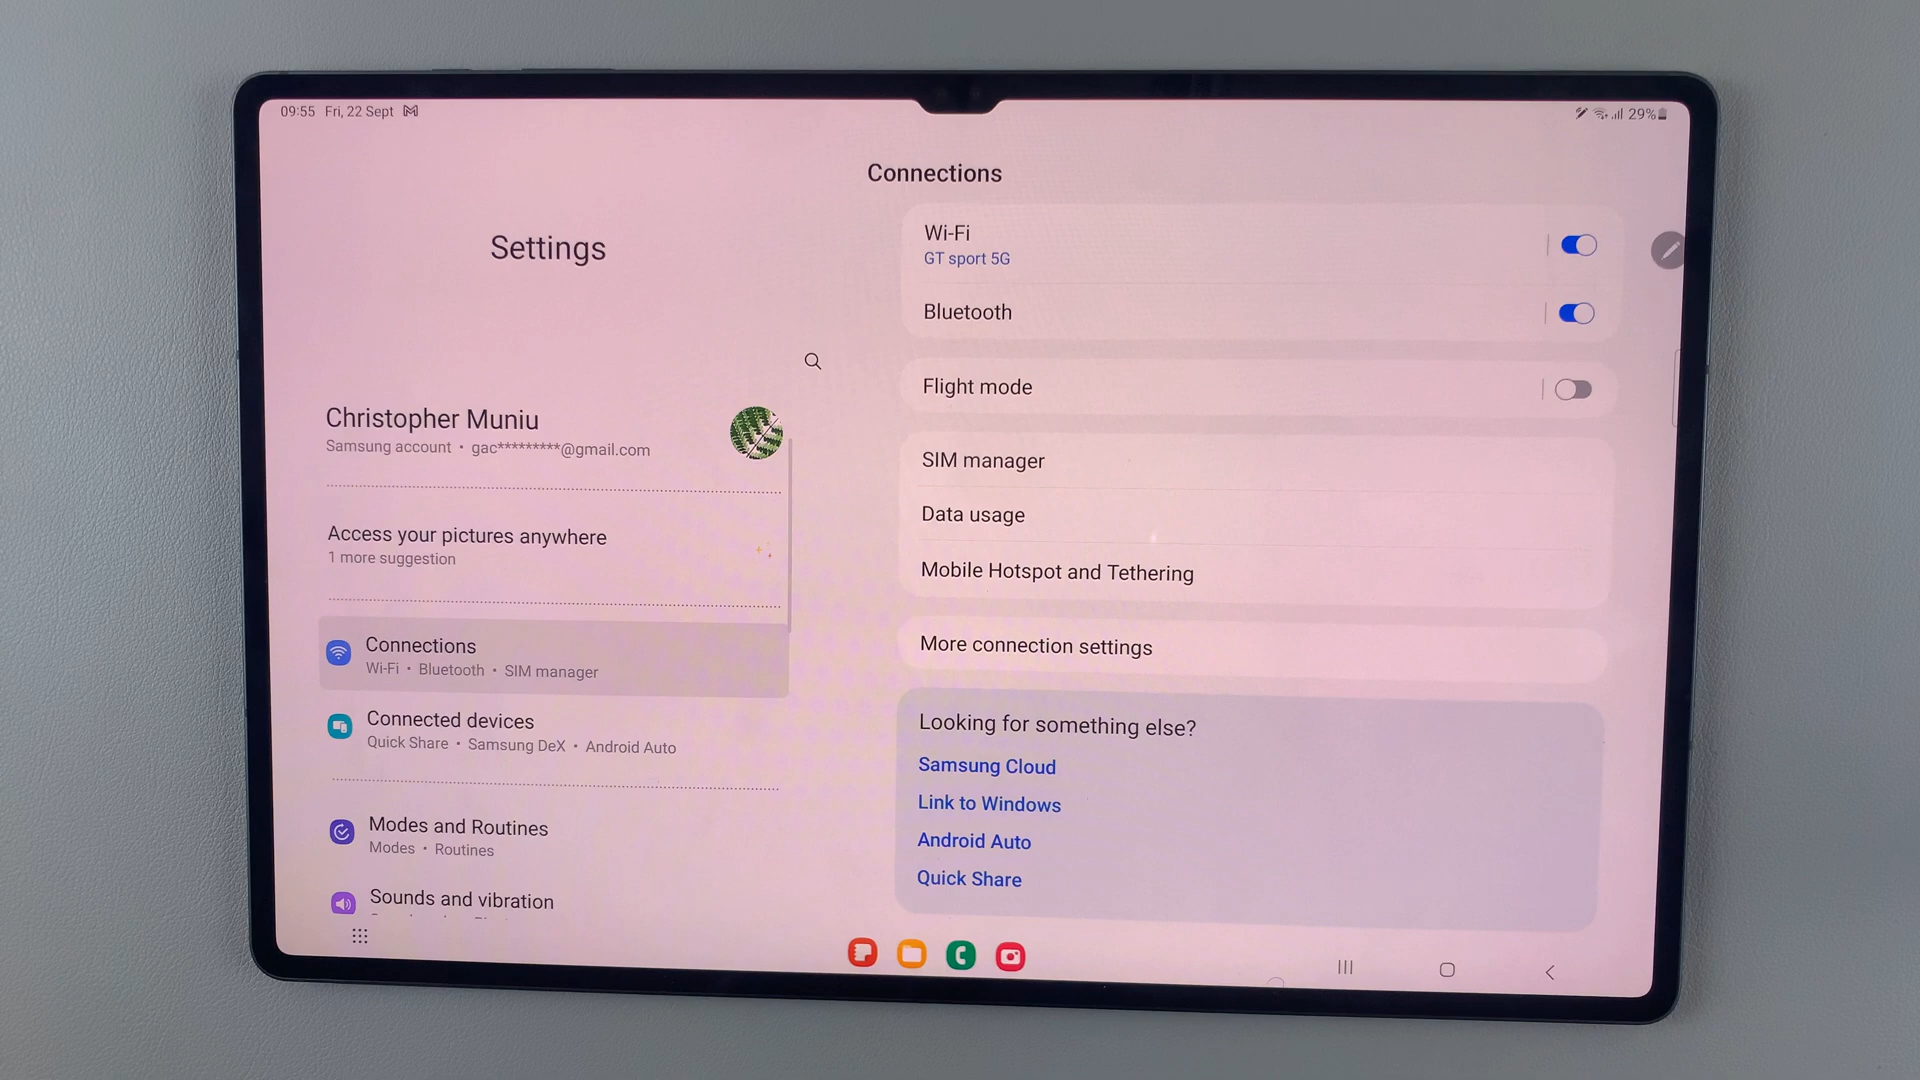 09:55 Fri, 22 Sept
29%
Settings
Christopher Muniu
Samsung account • gac*********@gmail.com
Access your pictures anywhere
1 more suggestion
Connections
Wi-Fi • Bluetooth • SIM manager
Connected devices
Quick Share • Samsung DeX • Android Auto
Modes and Routines
Modes • Routines
Sounds and vibration
Connections
Wi-Fi
GT sport 5G
Bluetooth
Flight mode
SIM manager
Data usage
Mobile Hotspot and Tethering
More connection settings
Looking for something else?
Samsung Cloud
Link to Windows
Android Auto
Quick Share